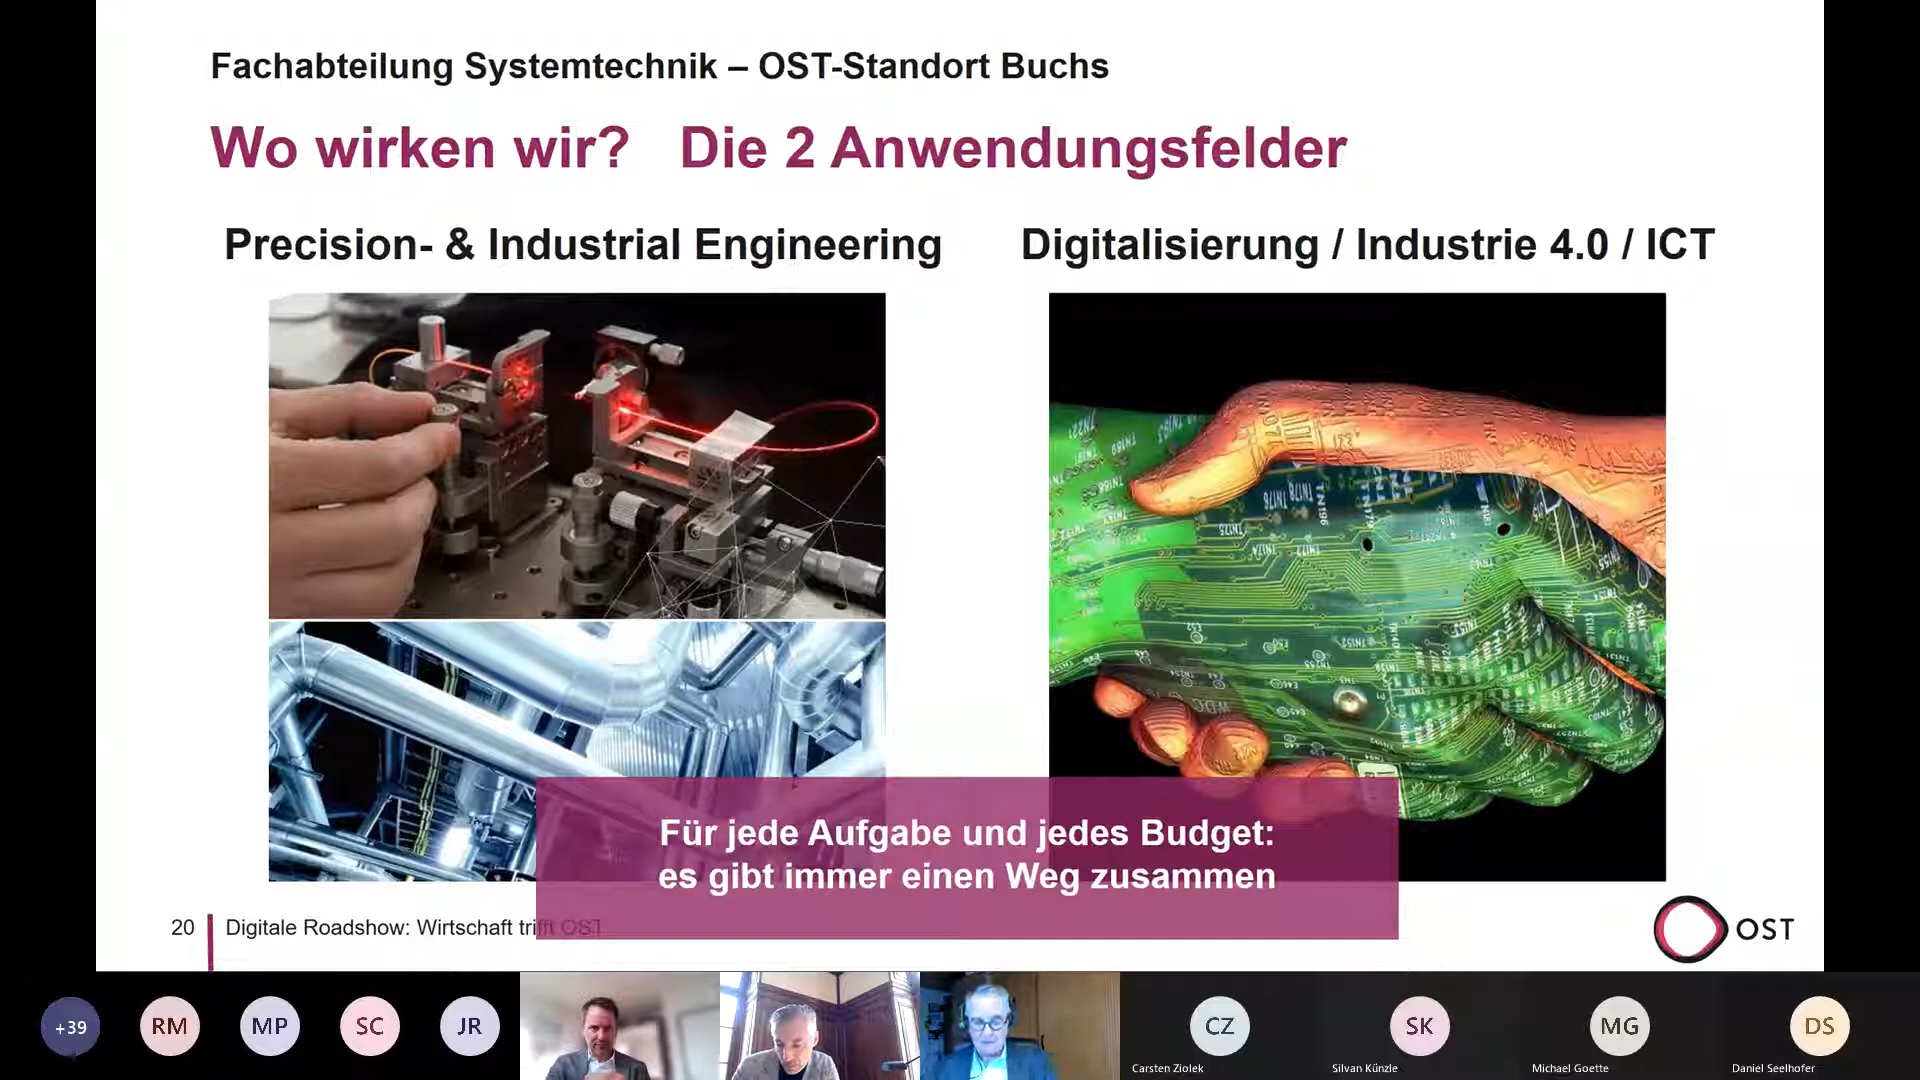 Fachabteilung Systemtechnik – OST-Standort Buchs
Wo wirken wir? Die 2 Anwendungsfelder
Precision- & Industrial Engineering
Digitalisierung / Industrie 4.0 / ICT
Für jede Aufgabe und jedes Budget:
es gibt immer einen Weg zusammen
20
Digitale Roadshow: Wirtschaft trifft OST
OST
+39
RM
MP
SC
JR
CZ
SK
MG
DS
Carsten Ziolek
Silvan Künzle
Michael Goette
Daniel Seelhofer